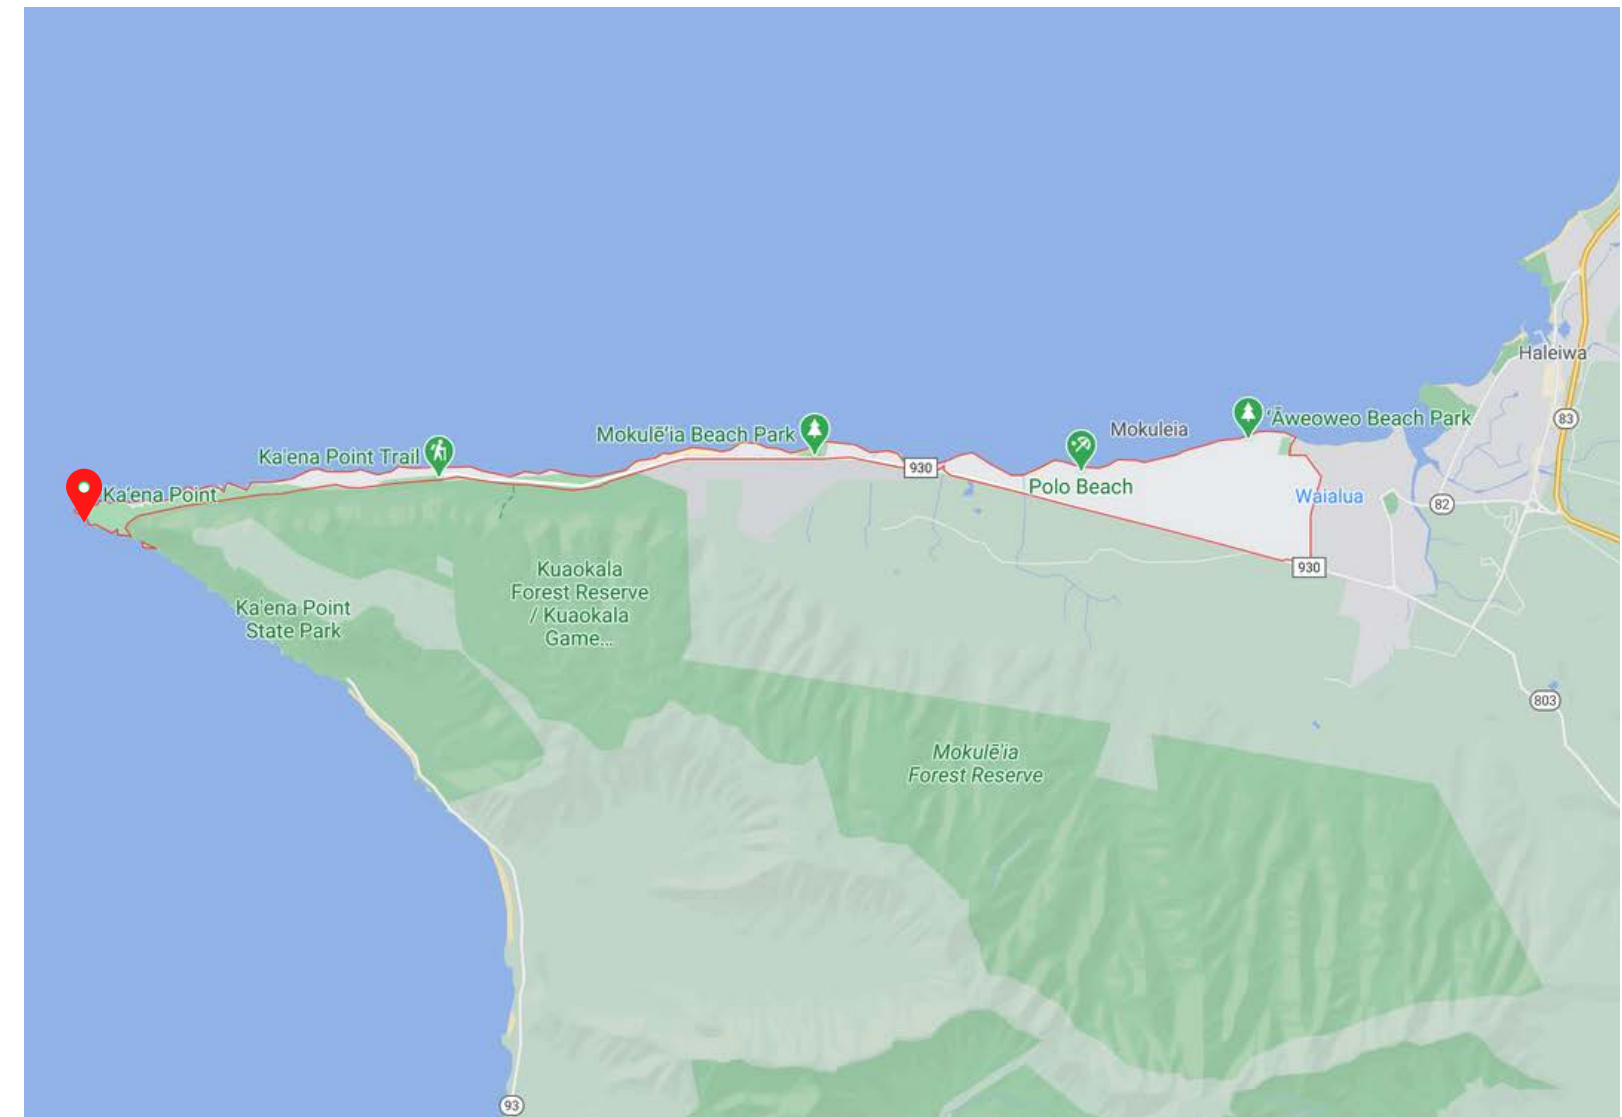 Haleiwa
83
'Āweoweo Beach Park
Mokuleia
Mokulē'ia Beach Park
Ka'ena Point Trail
930
Polo Beach
Ka'ena Point
Waialua
82
930
Kuaokala
Forest Reserve
/ Kuaokala
Game...
Ka'ena Point
State Park
803
Mokulē'ia
Forest Reserve
93